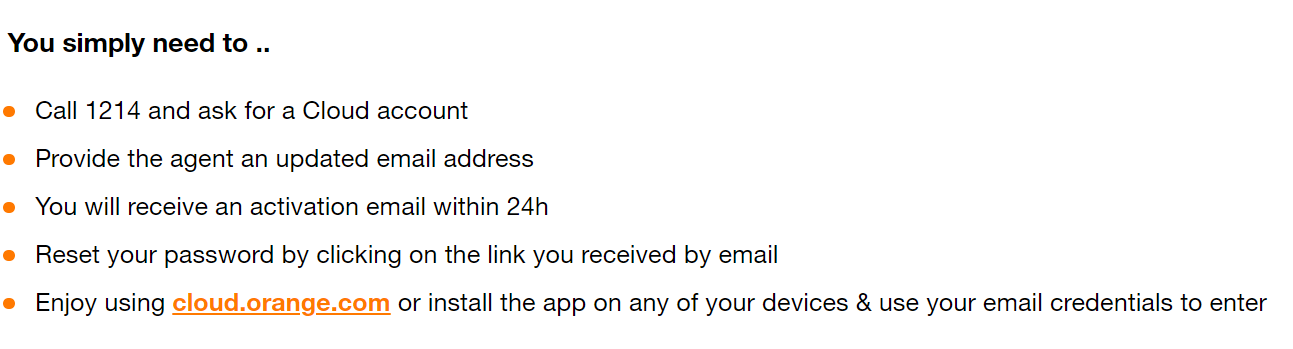 You simply need to ..
Call 1214 and ask for a Cloud account
Provide the agent an updated email address
You will receive an activation email within 24h
Reset your password by clicking on the link you received by email
Enjoy using cloud.orange.com or install the app on any of your devices & use your email credentials to enter